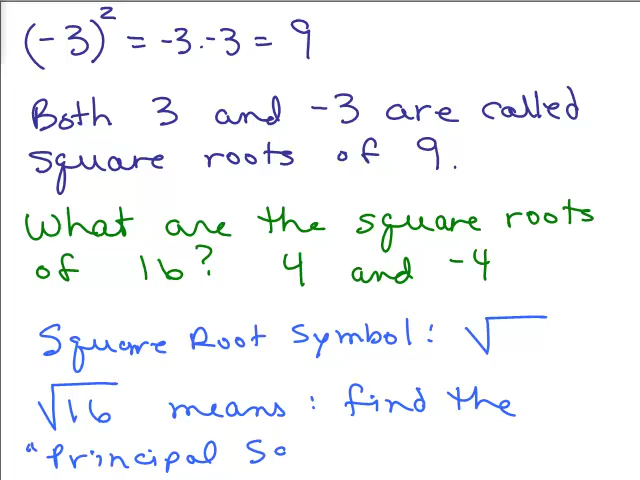 (-3)² = -3 · -3 = 9
Both 3 and -3 are called
square roots of 9.
What are the square roots
of 16? 4 and -4
Square Root Symbol: √
√16 means: find the
"Principal Sq